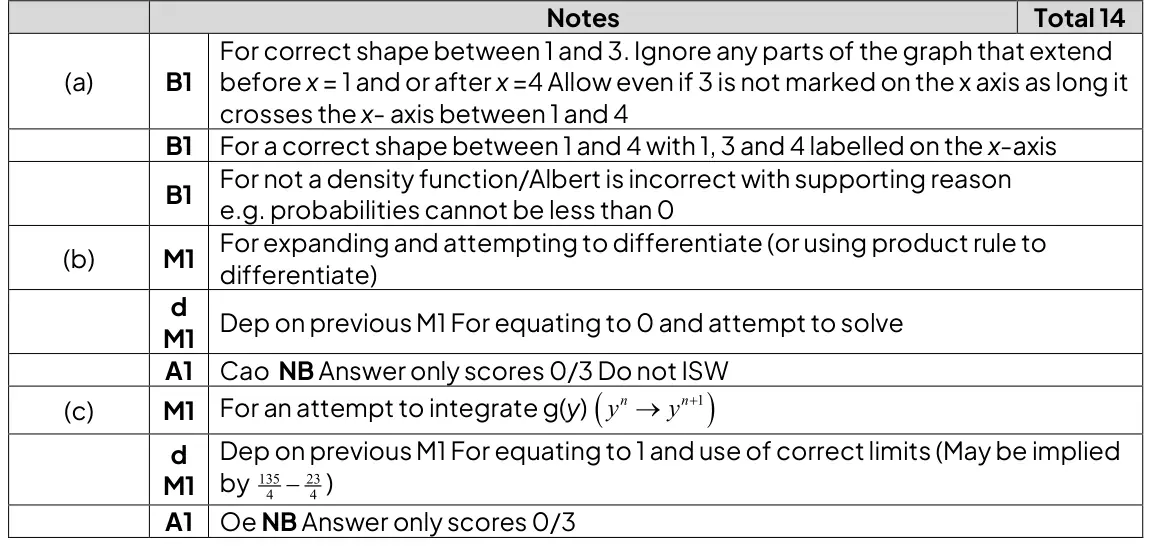 Notes Total 14
(a) B1 For correct shape between 1 and 3. Ignore any parts of the graph that extend
before x = 1 and or after x =4 Allow even if 3 is not marked on the x axis as long it
crosses the x- axis between 1 and 4
B1 For a correct shape between 1 and 4 with 1, 3 and 4 labelled on the x-axis
B1 For not a density function/Albert is incorrect with supporting reason
e.g. probabilities cannot be less than 0
(b) M1 For expanding and attempting to differentiate (or using product rule to
differentiate)
d
M1 Dep on previous M1 For equating to 0 and attempt to solve
A1 Cao NB Answer only scores 0/3 Do not ISW
(c) M1 For an attempt to integrate g(y) (yⁿ → yⁿ⁺¹)
d
M1 Dep on previous M1 For equating to 1 and use of correct limits (May be implied
by 135/4 − 23/4 )
A1 Oe NB Answer only scores 0/3